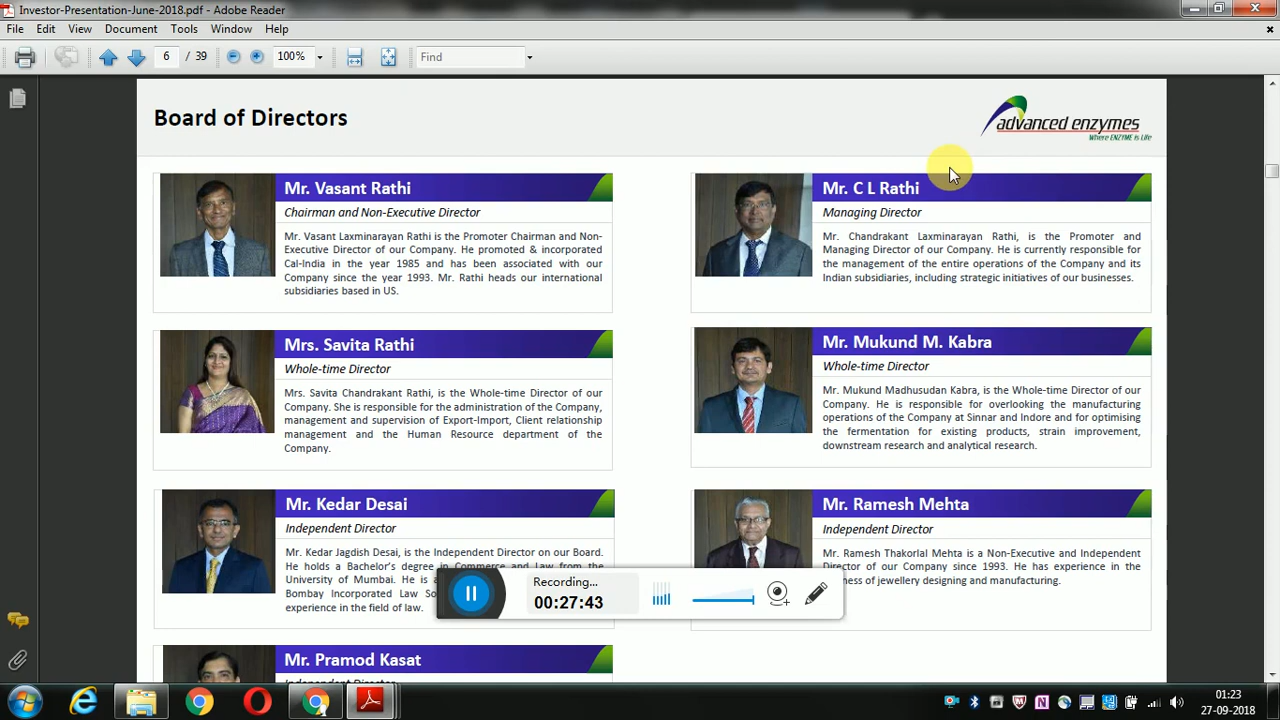 Investor-Presentation-June-2018.pdf - Adobe Reader
File Edit View Document Tools Window Help
6 / 39 100% Find
Board of Directors
advanced enzymes
Where ENZYME is Life
Mr. Vasant Rathi
Chairman and Non-Executive Director
Mr. Vasant Laxminarayan Rathi is the Promoter Chairman and Non-
Executive Director of our Company. He promoted & incorporated
Cal-India in the year 1985 and has been associated with our
Company since the year 1993. Mr. Rathi heads our international
subsidiaries based in US.
Mr. C L Rathi
Managing Director
Mr. Chandrakant Laxminarayan Rathi, is the Promoter and
Managing Director of our Company. He is currently responsible for
the management of the entire operations of the Company and its
Indian subsidiaries, including strategic initiatives of our businesses.
Mrs. Savita Rathi
Whole-time Director
Mrs. Savita Chandrakant Rathi, is the Whole-time Director of our
Company. She is responsible for the administration of the Company,
management and supervision of Export-Import, Client relationship
management and the Human Resource department of the
Company.
Mr. Mukund M. Kabra
Whole-time Director
Mr. Mukund Madhusudan Kabra, is the Whole-time Director of our
Company. He is responsible for overlooking the manufacturing
operations of the Company at Sinnar and Indore and for optimising
the fermentation for existing products, strain improvement,
downstream research and analytical research.
Mr. Kedar Desai
Independent Director
Mr. Kedar Jagdish Desai, is the Independent Director on our Board.
He holds a Bachelor's degree in Commerce and Law from the
University of Mumbai. He is a
Bombay Incorporated Law So
experience in the field of law.
Mr. Ramesh Mehta
Independent Director
Mr. Ramesh Thakorlal Mehta is a Non-Executive and Independent
Director of our Company since 1993. He has experience in the
of jewellery designing and manufacturing.
Recording...
00:27:43
Mr. Pramod Kasat
Independent Director
01:23
27-09-2018